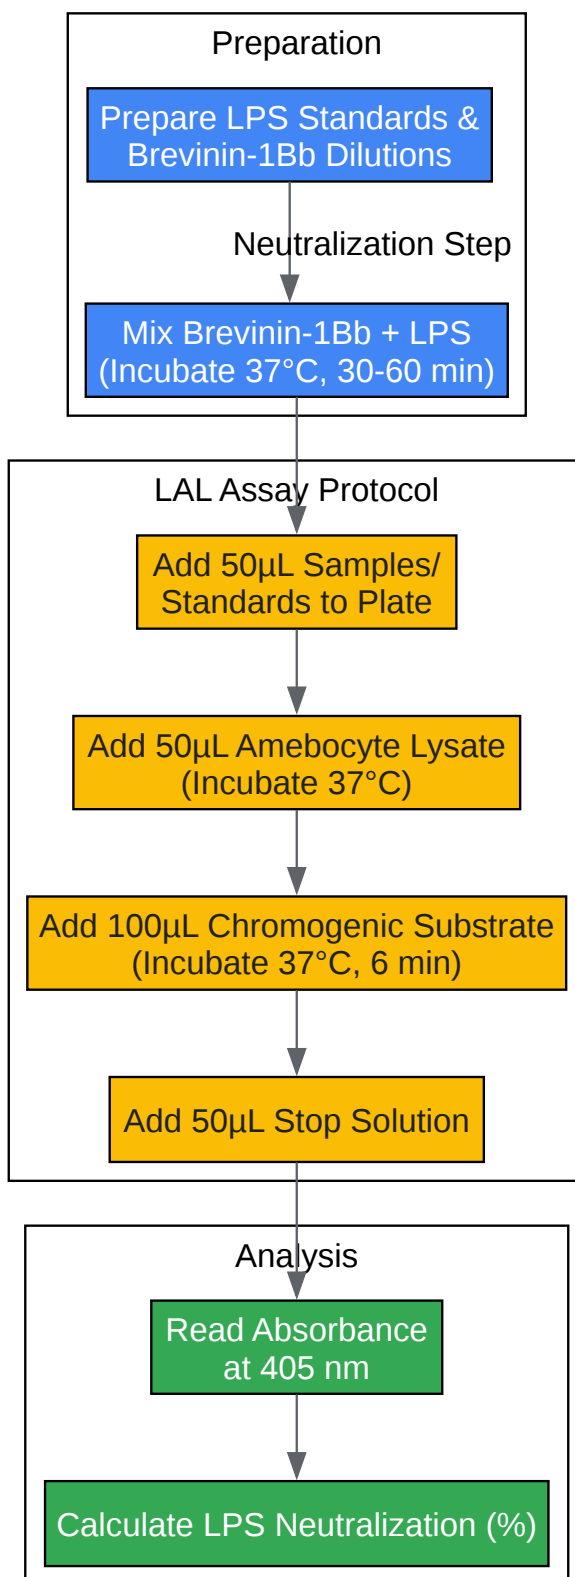 Preparation
Prepare LPS Standards &
Brevinin-1Bb Dilutions
Neutralization Step
Mix Brevinin-1Bb + LPS
(Incubate 37°C, 30-60 min)
LAL Assay Protocol
Add 50µL Samples/
Standards to Plate
Add 50µL Amebocyte Lysate
(Incubate 37°C)
Add 100µL Chromogenic Substrate
(Incubate 37°C, 6 min)
Add 50µL Stop Solution
Analysis
Read Absorbance
at 405 nm
Calculate LPS Neutralization (%)